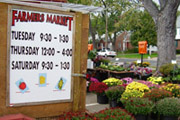 FARMERS MARKET
TUESDAY 9:30 - 1:30
THURSDAY 12:00 - 4:00
SATURDAY 9:30 - 1:30